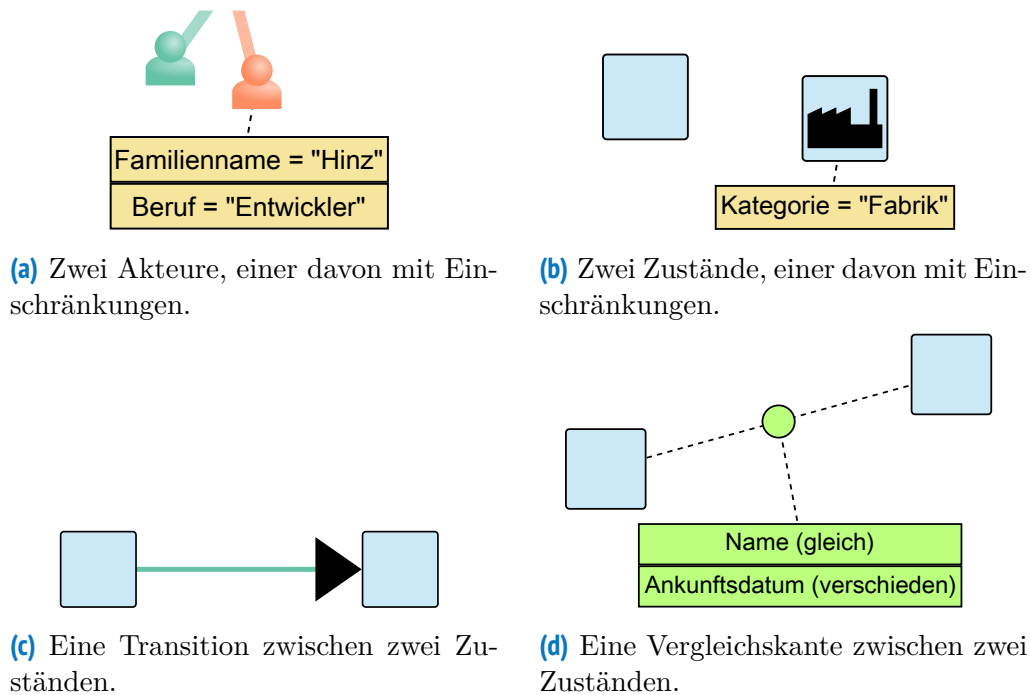 Familienname = "Hinz"
Beruf = "Entwickler"
(a) Zwei Akteure, einer davon mit Ein-
schränkungen.
Kategorie = "Fabrik"
(b) Zwei Zustände, einer davon mit Ein-
schränkungen.
(c) Eine Transition zwischen zwei Zu-
ständen.
Name (gleich)
Ankunftsdatum (verschieden)
(d) Eine Vergleichskante zwischen zwei
Zuständen.